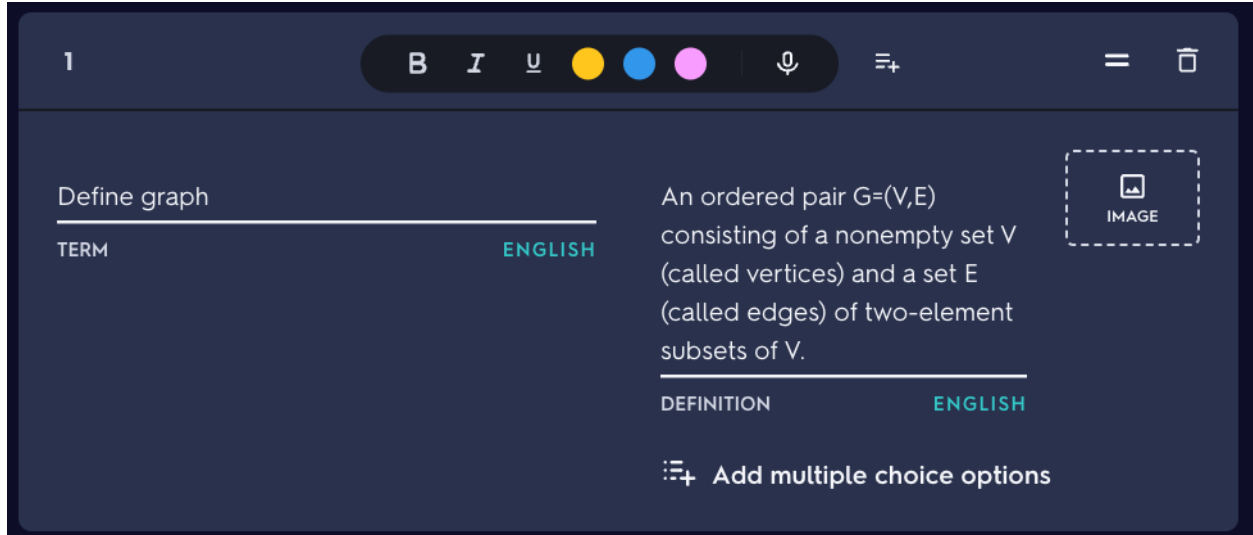 1
B I U
Define graph
TERM ENGLISH
An ordered pair G=(V,E)
consisting of a nonempty set V
(called vertices) and a set E
(called edges) of two-element
subsets of V.
DEFINITION ENGLISH
IMAGE
Add multiple choice options